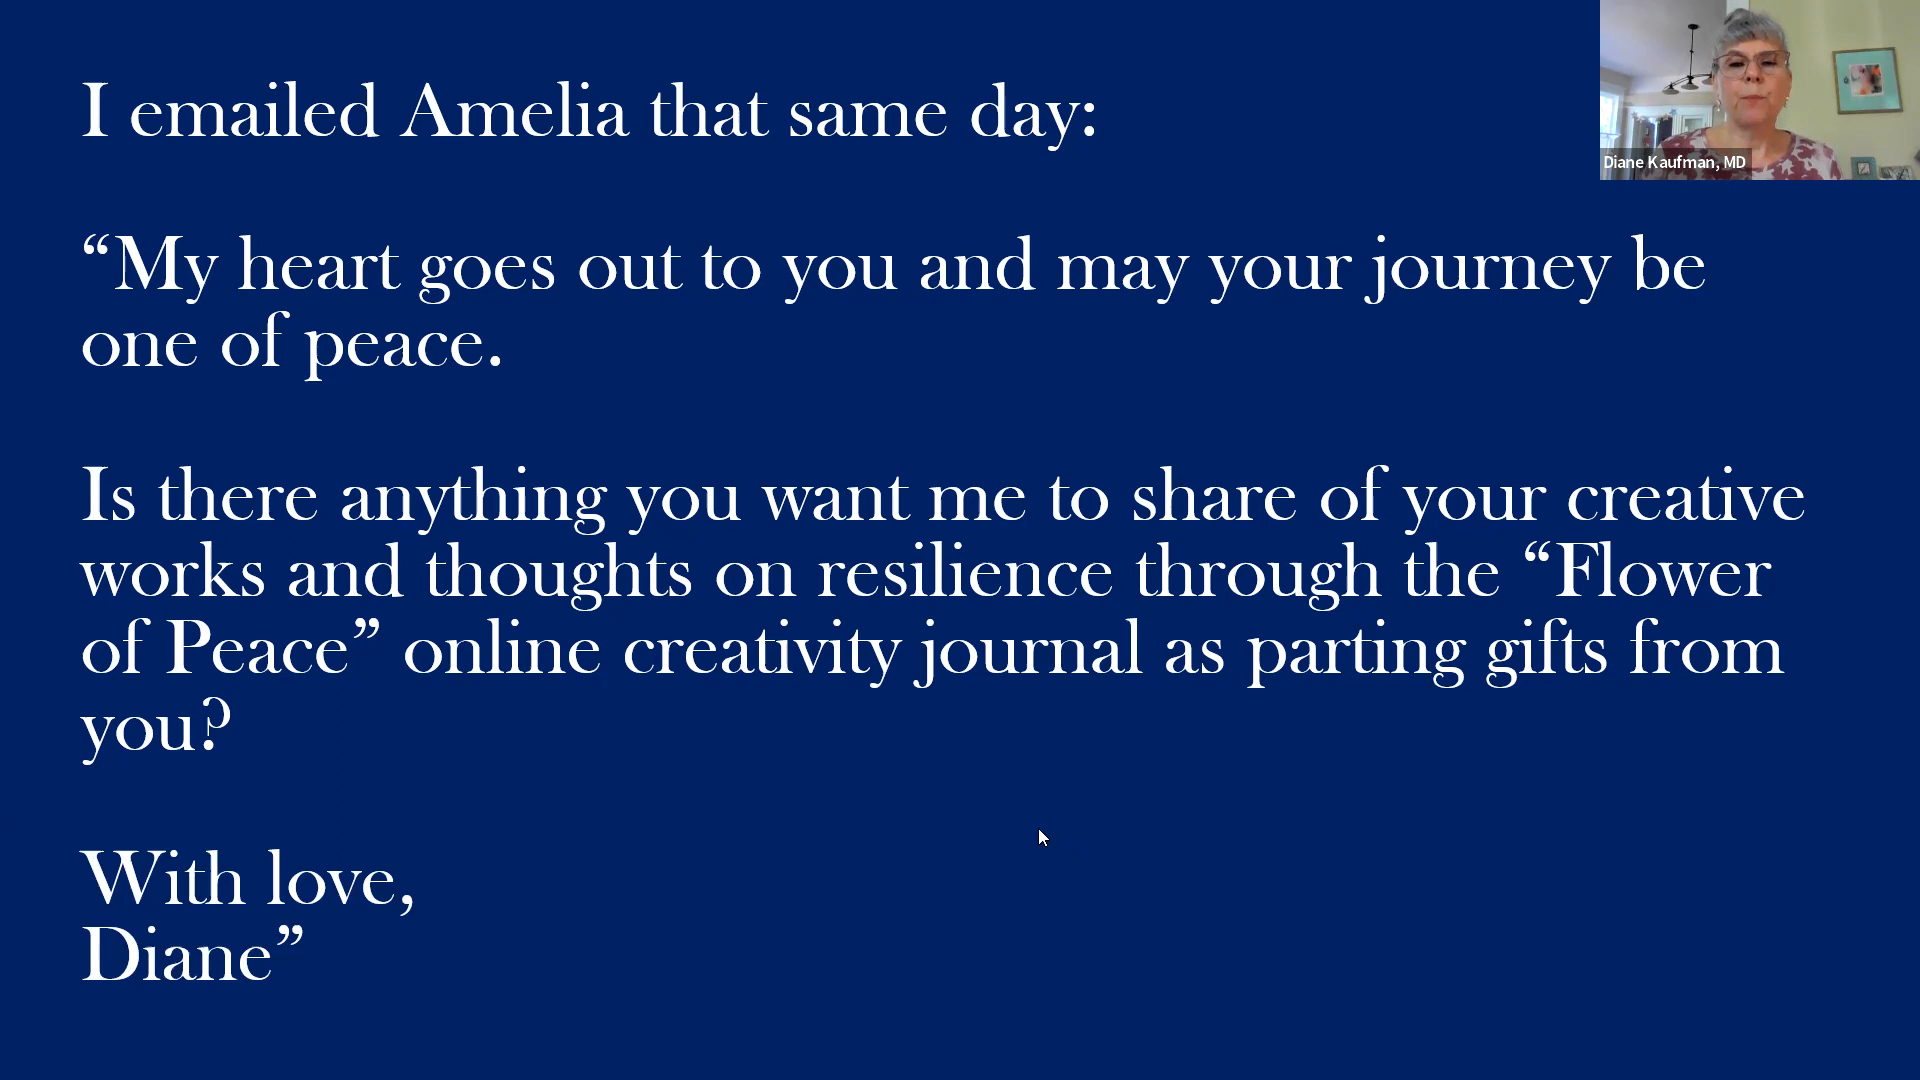 I emailed Amelia that same day:
Diane Kaufman, MD
“My heart goes out to you and may your journey be
one of peace.
Is there anything you want me to share of your creative
works and thoughts on resilience through the “Flower
of Peace” online creativity journal as parting gifts from
you?
With love,
Diane”